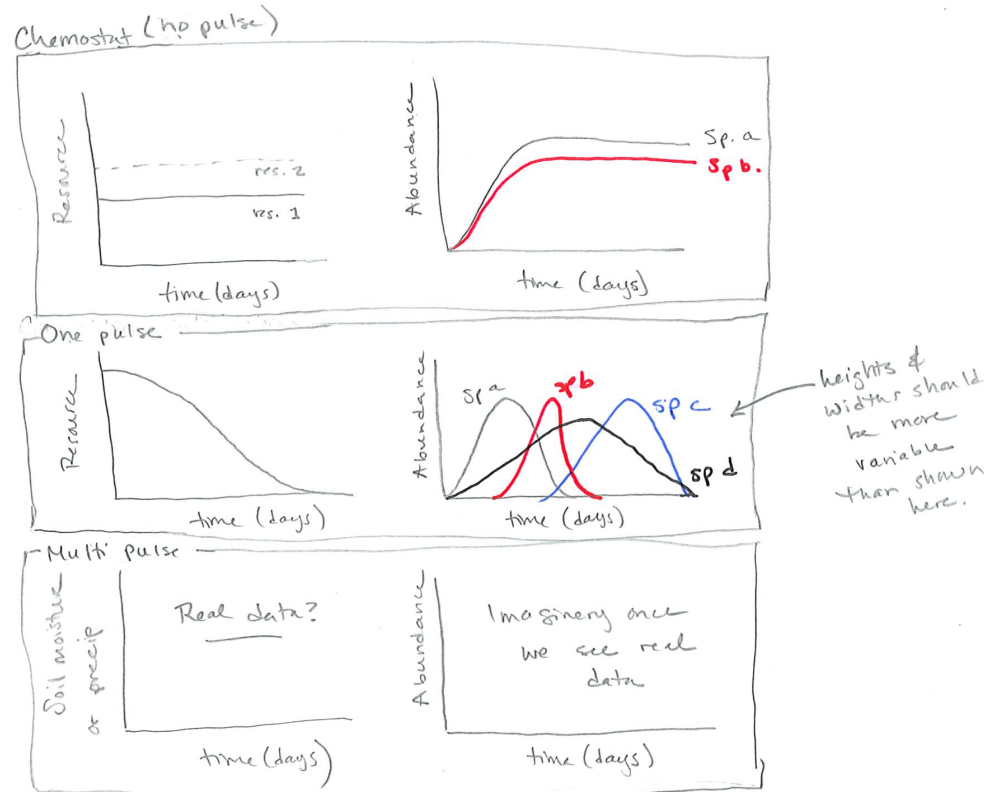 Chemostat (no pulse)
Resource
res. 2
res. 1
time (days)
Abundance
Sp. a
Sp b.
time (days)
One pulse
Resource
time (days)
Abundance
sp a
sp b
sp c
sp d
time (days)
heights &
widths should
be more
variable
than shown
here.
Multi pulse
Soil moisture
or precip
Real data?
time (days)
Abundance
Imaginery once
we see real
data
time (days)